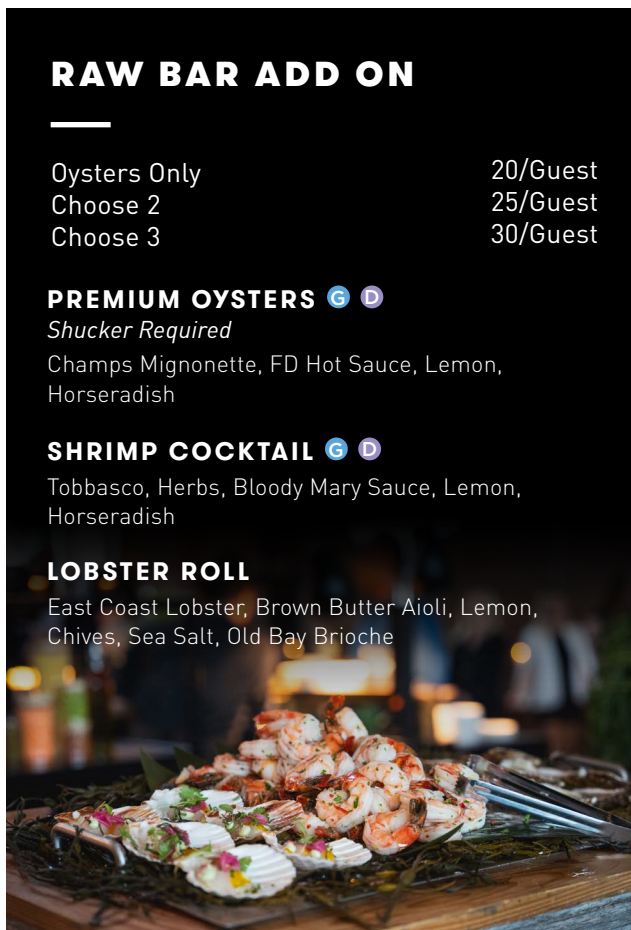 RAW BAR ADD ON
Oysters Only 20/Guest
Choose 2 25/Guest
Choose 3 30/Guest
PREMIUM OYSTERS G D
Shucker Required
Champs Mignonette, FD Hot Sauce, Lemon,
Horseradish
SHRIMP COCKTAIL G D
Tobbasco, Herbs, Bloody Mary Sauce, Lemon,
Horseradish
LOBSTER ROLL
East Coast Lobster, Brown Butter Aioli, Lemon,
Chives, Sea Salt, Old Bay Brioche